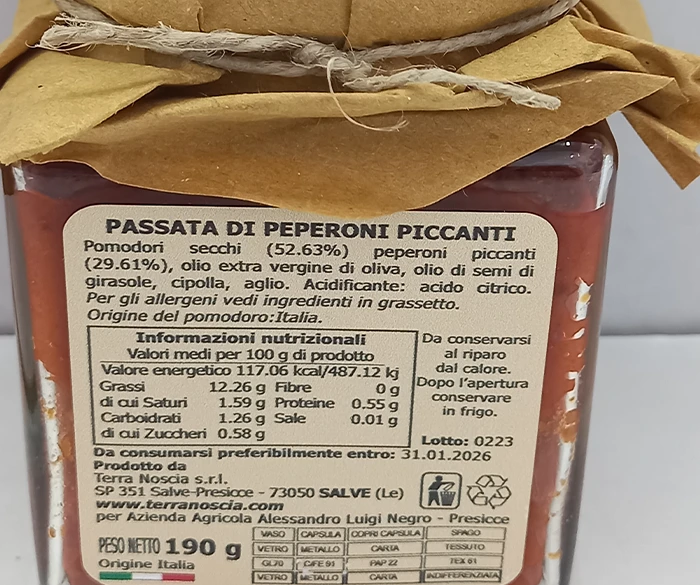 PASSATA DI PEPERONI PICCANTI
Pomodori secchi (52.63%) peperoni piccanti
(29.61%), olio extra vergine di oliva, olio di semi di
girasole, cipolla, aglio. Acidificante: acido citrico.
Per gli allergeni vedi ingredienti in grassetto.
Origine del pomodoro:Italia.
Informazioni nutrizionali
Valori medi per 100 g di prodotto
Valore energetico 117.06 kcal/487.12 kj
Grassi 12.26 g Fibre 0 g
di cui Saturi 1.59 g Proteine 0.55 g
Carboidrati 1.26 g Sale 0.01 g
di cui Zuccheri 0.58 g
Da conservarsi
al riparo
dal calore.
Dopo l'apertura
conservare
in frigo.
Lotto: 0223
Da consumarsi preferibilmente entro: 31.01.2026
Prodotto da
Terra Noscia s.r.l.
SP 351 Salve-Presicce - 73050 SALVE (Le)
www.terranoscia.com
per Azienda Agricola Alessandro Luigi Negro - Presicce
PESO NETTO 190 g
Origine Italia
VASO CAPSULA COPRI CAPSULA SPAGO
VETRO METALLO CARTA TESSUTO
GL70 C/FE 91 PAP 22 TEX 61
VETRO METALLO CARTA INDIFFERENZIATA